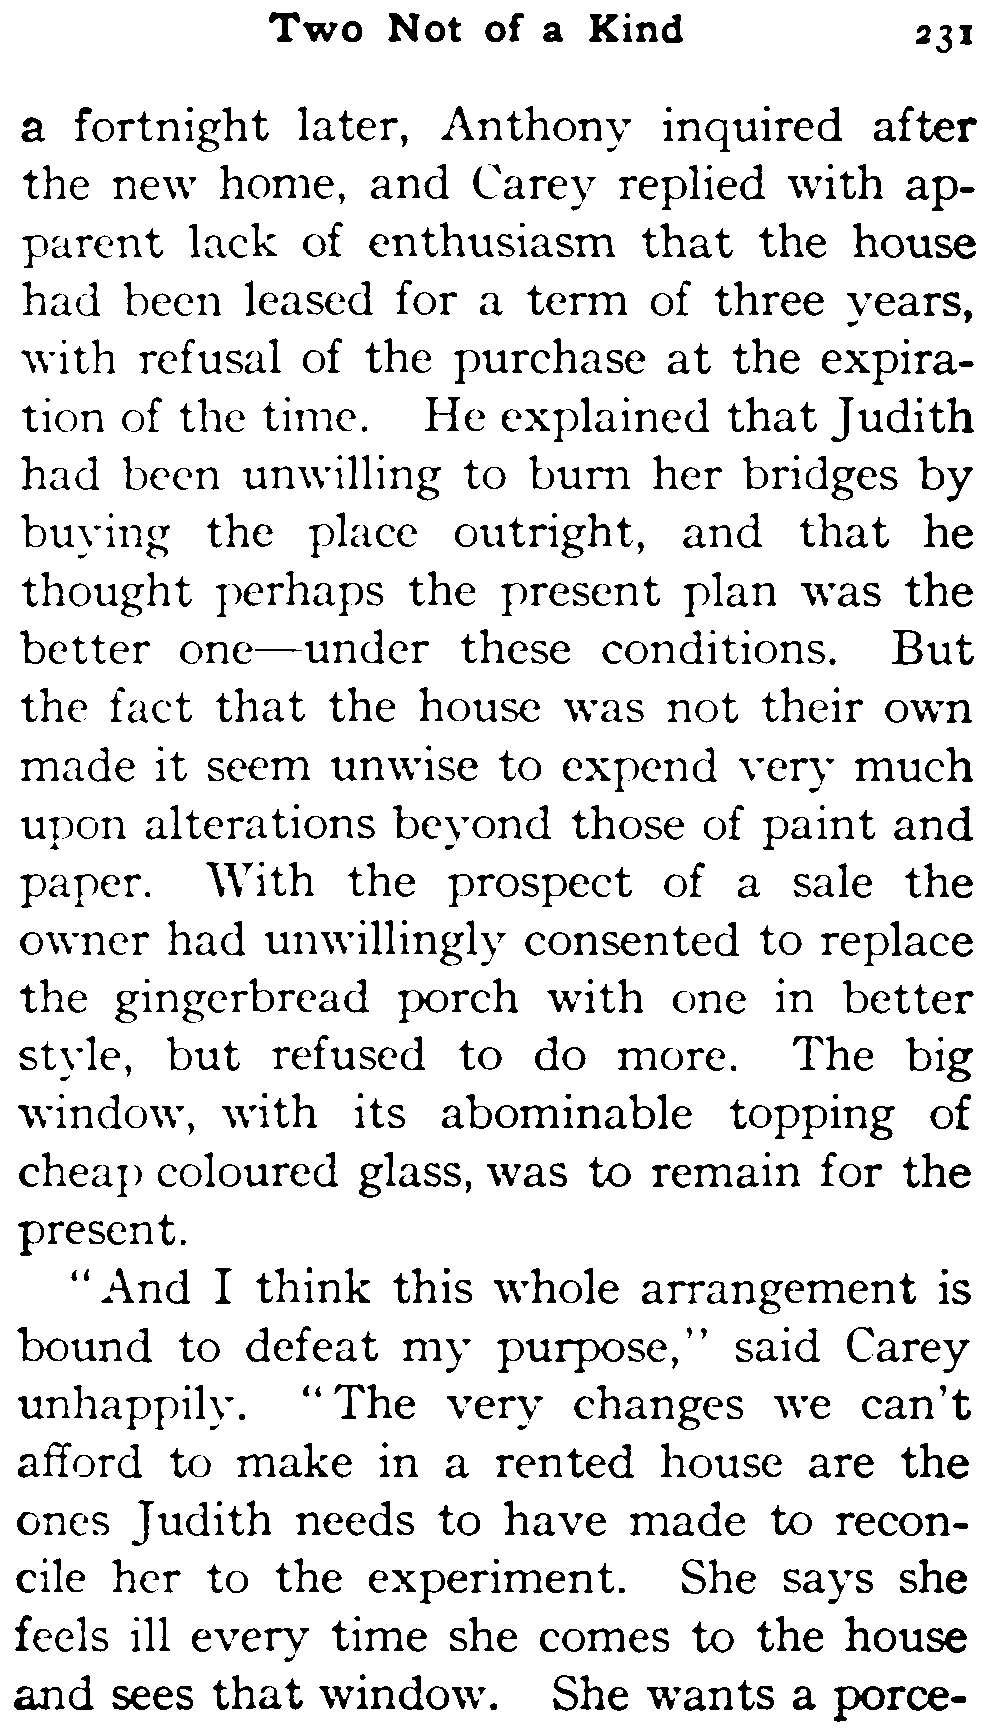 Two Not of a Kind 231
a fortnight later, Anthony inquired after
the new home, and Carey replied with ap-
parent lack of enthusiasm that the house
had been leased for a term of three years,
with refusal of the purchase at the expira-
tion of the time. He explained that Judith
had been unwilling to burn her bridges by
buying the place outright, and that he
thought perhaps the present plan was the
better one—under these conditions. But
the fact that the house was not their own
made it seem unwise to expend very much
upon alterations beyond those of paint and
paper. With the prospect of a sale the
owner had unwillingly consented to replace
the gingerbread porch with one in better
style, but refused to do more. The big
window, with its abominable topping of
cheap coloured glass, was to remain for the
present.
"And I think this whole arrangement is
bound to defeat my purpose," said Carey
unhappily. "The very changes we can't
afford to make in a rented house are the
ones Judith needs to have made to recon-
cile her to the experiment. She says she
feels ill every time she comes to the house
and sees that window. She wants a porce-